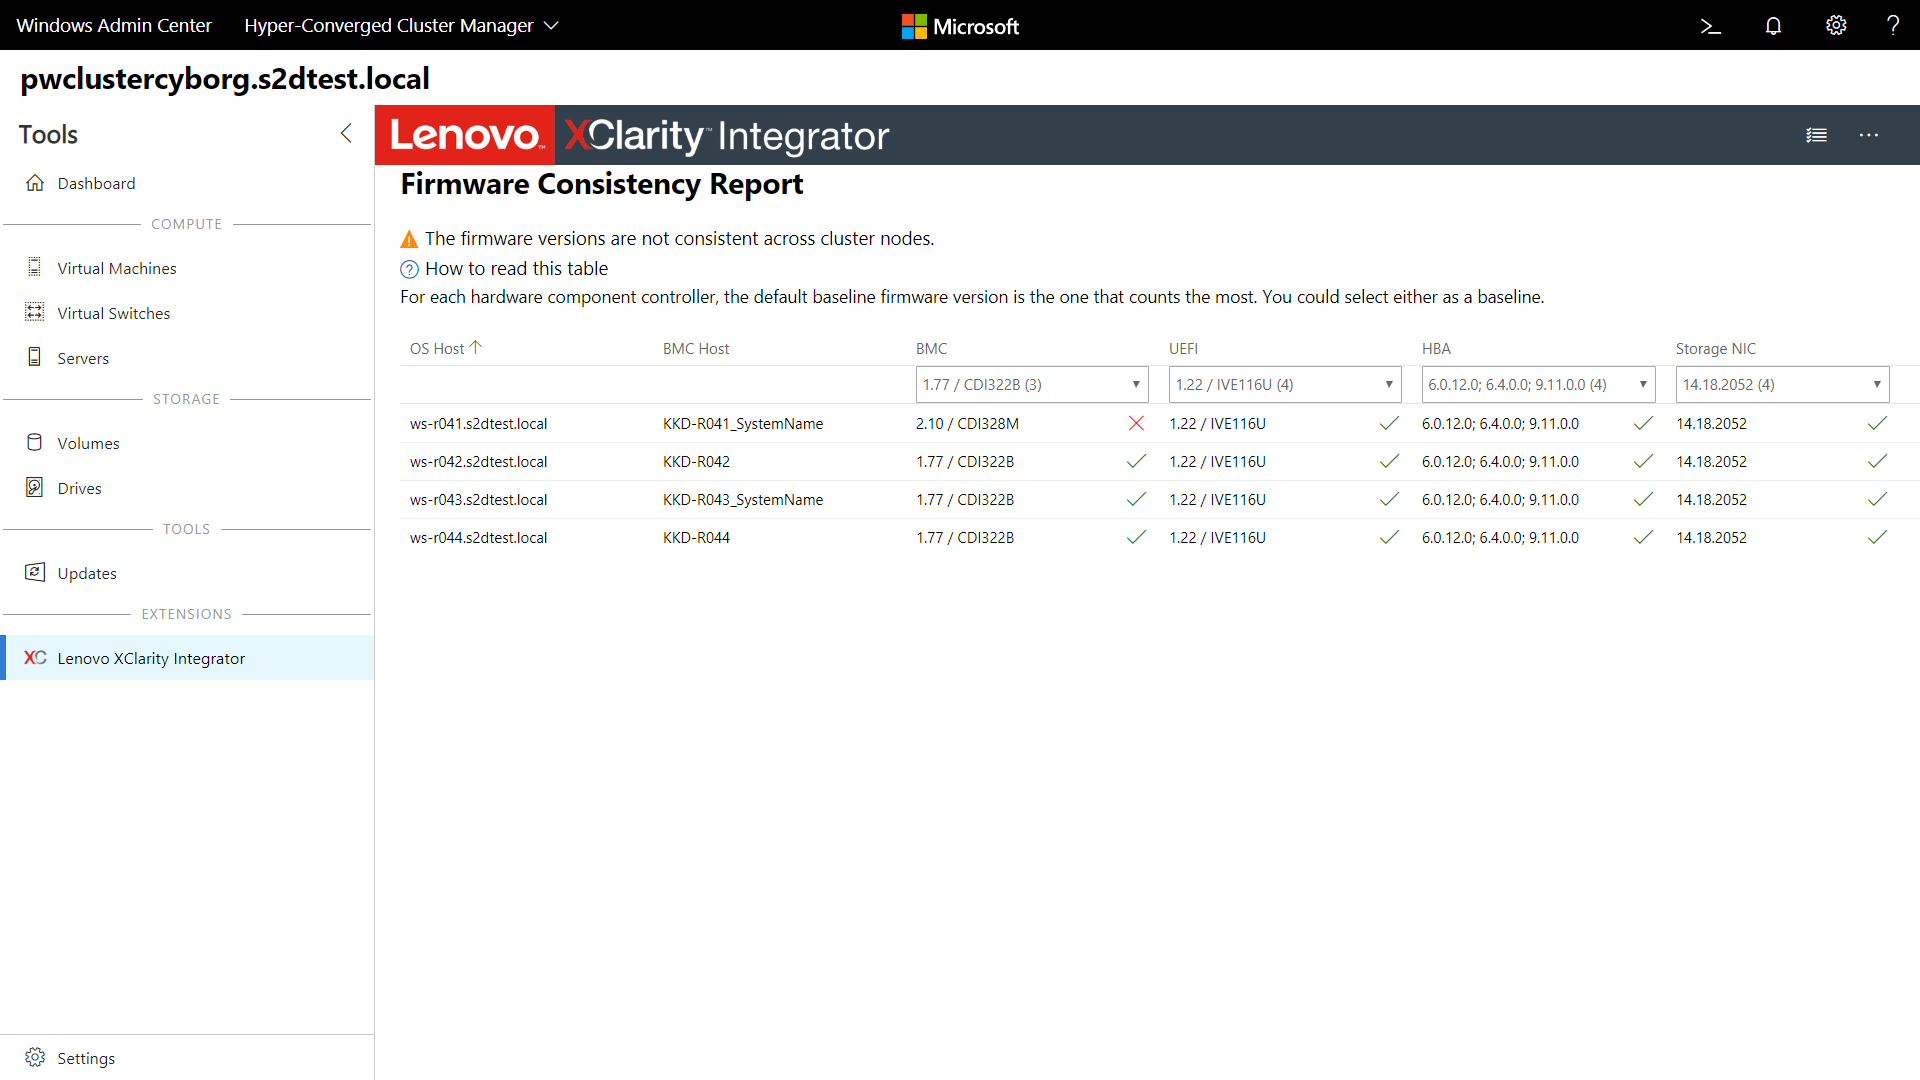 Windows Admin Center Hyper-Converged Cluster Manager Microsoft
pwclustercyborg.s2dtest.local
Tools
Dashboard
COMPUTE
Virtual Machines
Virtual Switches
Servers
STORAGE
Volumes
Drives
TOOLS
Updates
EXTENSIONS
XC Lenovo XClarity Integrator
Settings
Lenovo™ XClarity™ Integrator
Firmware Consistency Report
The firmware versions are not consistent across cluster nodes.
How to read this table
For each hardware component controller, the default baseline firmware version is the one that counts the most. You could select either as a baseline.
OS Host BMC Host BMC UEFI HBA Storage NIC
1.77 / CDI322B (3) 1.22 / IVE116U (4) 6.0.12.0; 6.4.0.0; 9.11.0.0 (4) 14.18.2052 (4)
ws-r041.s2dtest.local KKD-R041_SystemName 2.10 / CDI328M 1.22 / IVE116U 6.0.12.0; 6.4.0.0; 9.11.0.0 14.18.2052
ws-r042.s2dtest.local KKD-R042 1.77 / CDI322B 1.22 / IVE116U 6.0.12.0; 6.4.0.0; 9.11.0.0 14.18.2052
ws-r043.s2dtest.local KKD-R043_SystemName 1.77 / CDI322B 1.22 / IVE116U 6.0.12.0; 6.4.0.0; 9.11.0.0 14.18.2052
ws-r044.s2dtest.local KKD-R044 1.77 / CDI322B 1.22 / IVE116U 6.0.12.0; 6.4.0.0; 9.11.0.0 14.18.2052